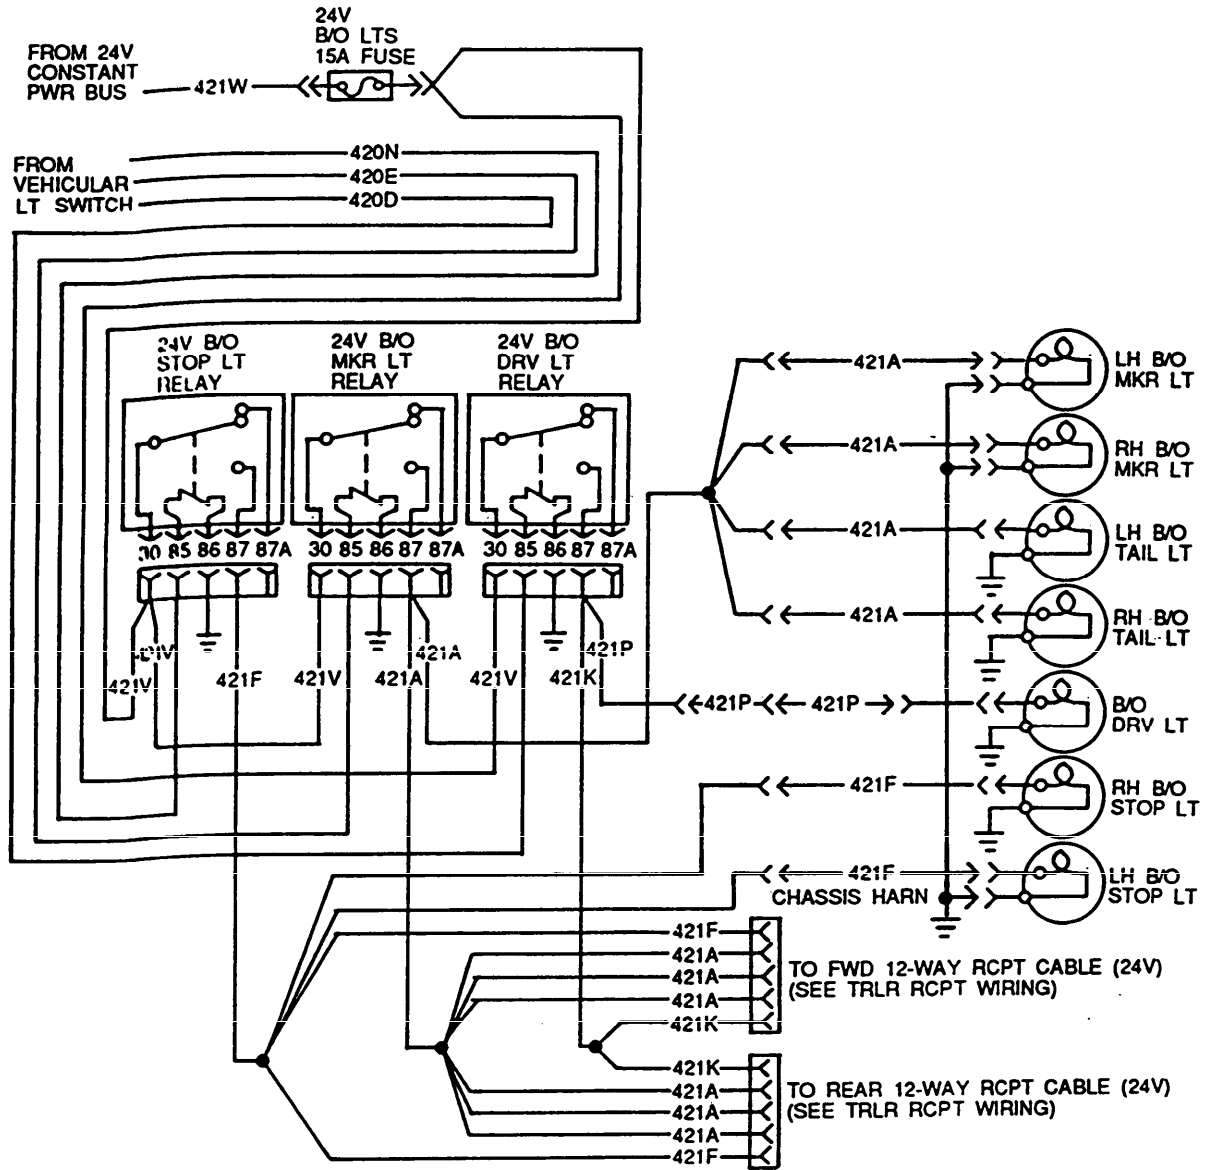 24V
B/O LTS
15A FUSE
FROM 24V
CONSTANT
PWR BUS
421W
FROM
VEHICULAR
LT SWITCH
420N
420E
420D
24V B/O
STOP LT
RELAY
24V B/O
MKR LT
RELAY
24V B/O
DRV LT
RELAY
30 85 86 87 87A
30 85 86 87 87A
30 85 86 87 87A
421V
421V
421F
421V
421A
421A
421V
421K
421P
421A
LH B/O
MKR LT
421A
RH B/O
MKR LT
421A
LH B/O
TAIL LT
421A
RH B/O
TAIL LT
421P
421P
B/O
DRV LT
421F
RH B/O
STOP LT
421F
LH B/O
STOP LT
CHASSIS HARN
421F
421A
421A
421A
421K
TO FWD 12-WAY RCPT CABLE (24V)
(SEE TRLR RCPT WIRING)
421K
421A
421A
421A
421F
TO REAR 12-WAY RCPT CABLE (24V)
(SEE TRLR RCPT WIRING)